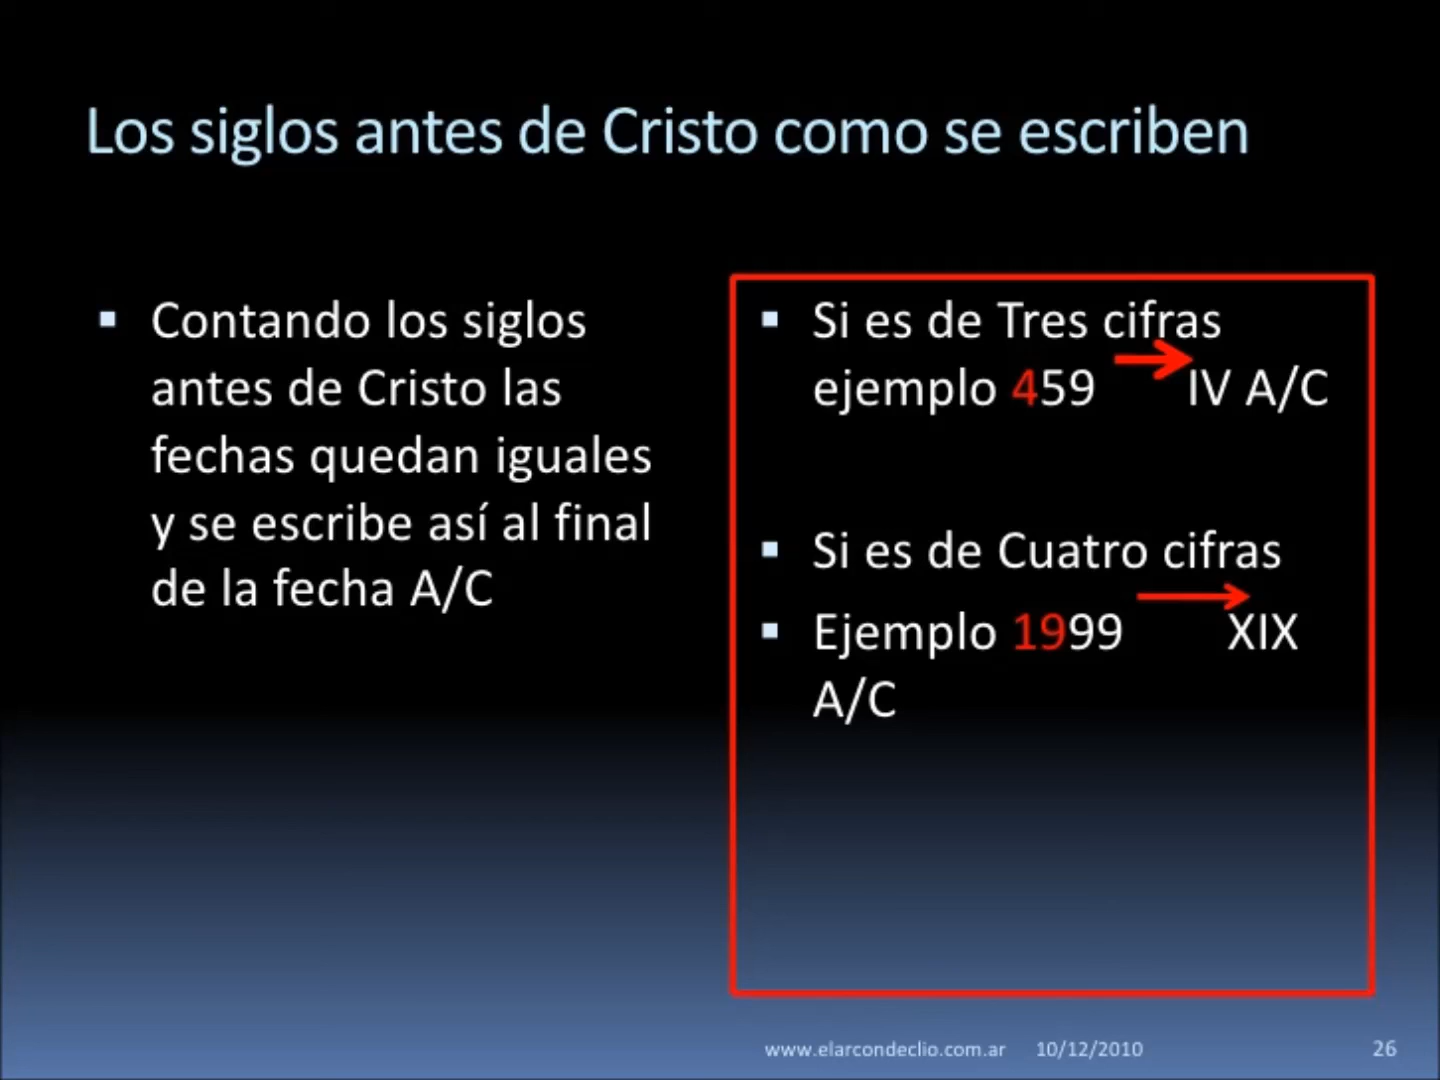 Los siglos antes de Cristo como se escriben
Contando los siglos
antes de Cristo las
fechas quedan iguales
y se escribe así al final
de la fecha A/C
Si es de Tres cifras
ejemplo 459 IV A/C
Si es de Cuatro cifras
Ejemplo 1999 XIX
A/C
www.elarcondeclio.com.ar 10/12/2010 26